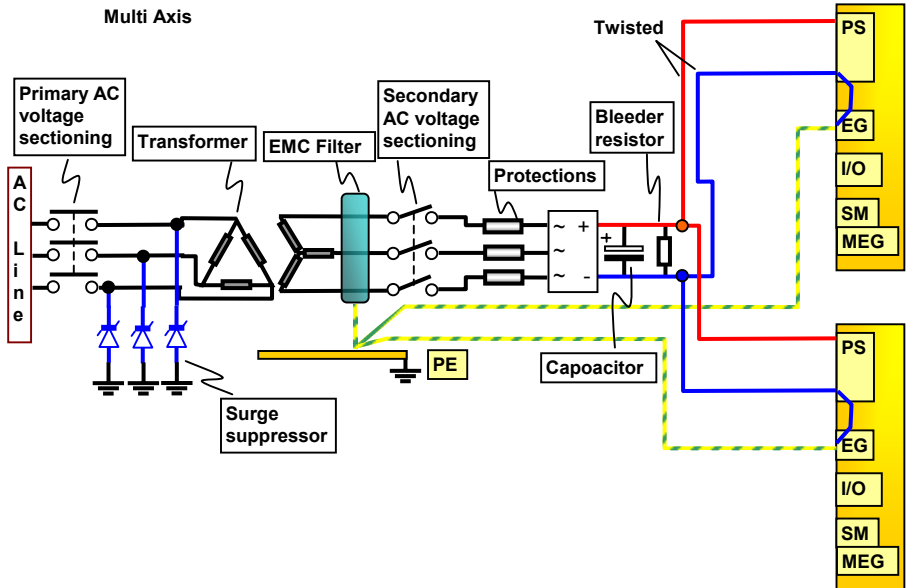 Multi Axis
Twisted
PS
Primary AC
voltage
sectioning
Transformer
EMC Filter
Secondary
AC voltage
sectioning
Bleeder
resistor
EG
Protections
I/O
A
C
L
i
n
e
SM
MEG
~ +
~ +
~ -
PE
Capoacitor
PS
Surge
suppressor
EG
I/O
SM
MEG